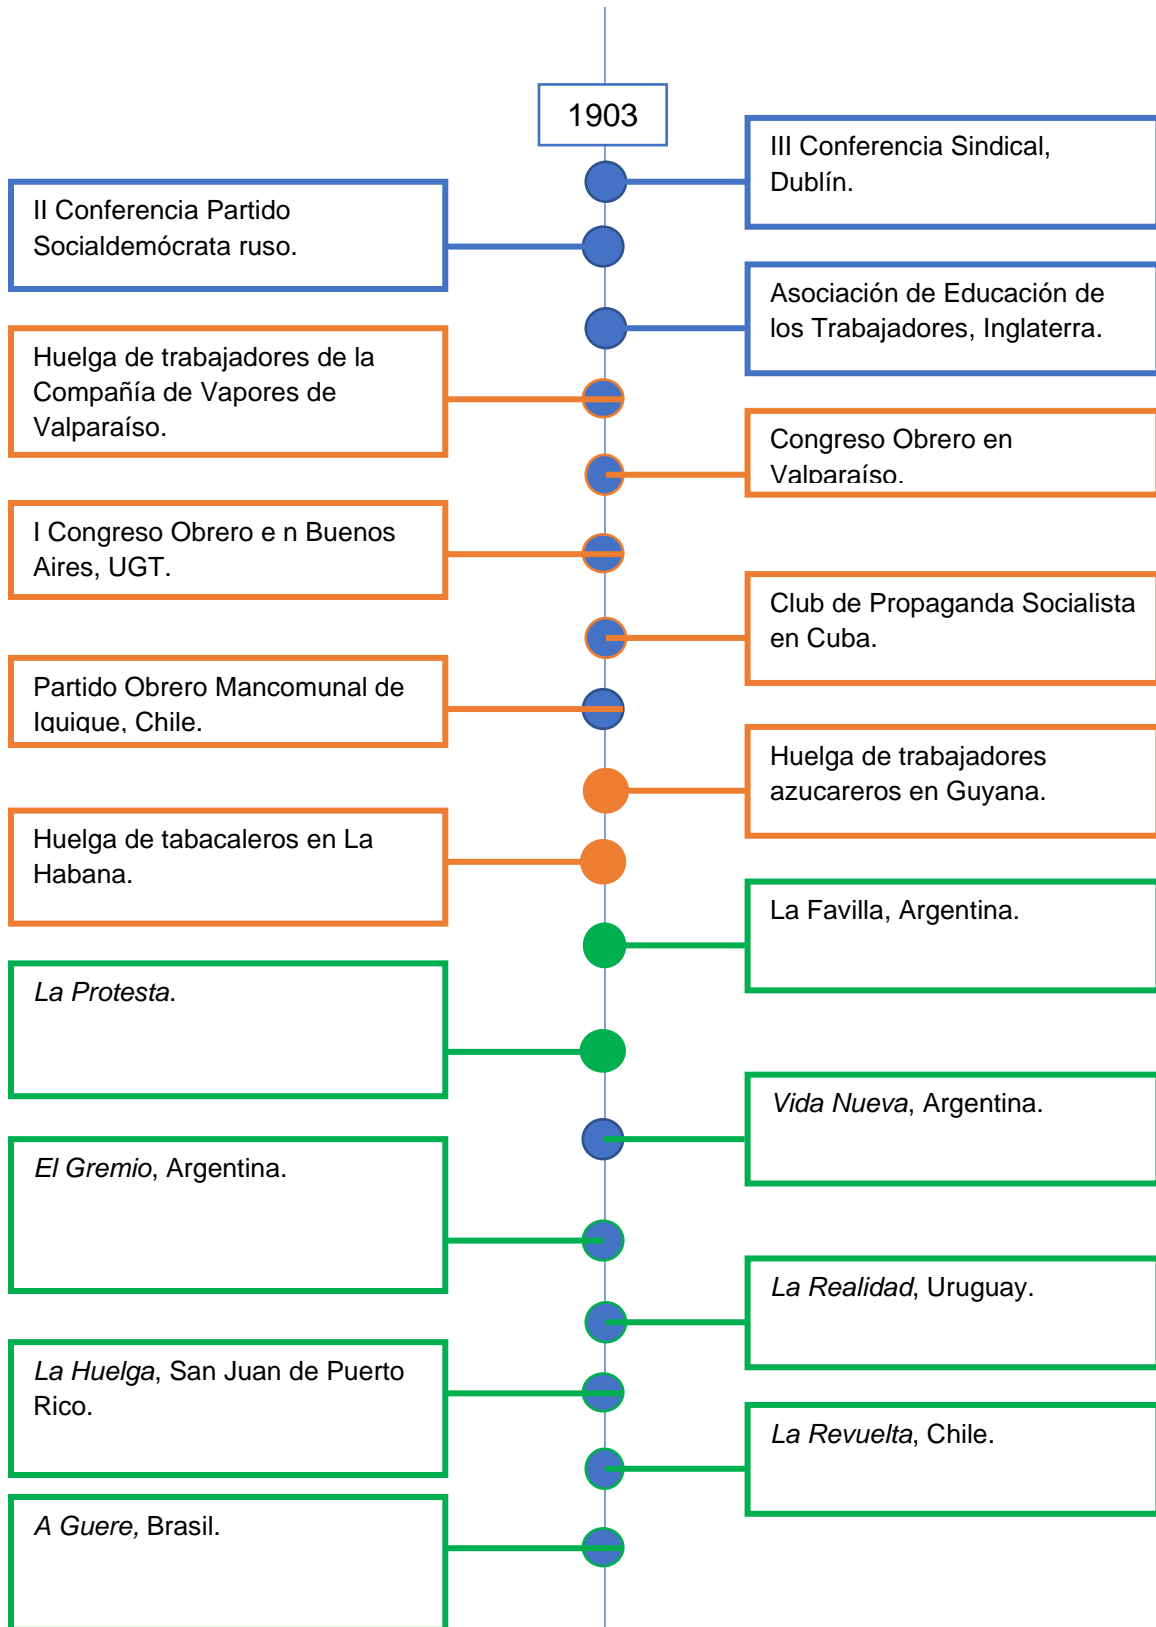 1903
III Conferencia Sindical,
Dublín.
II Conferencia Partido
Socialdemócrata ruso.
Asociación de Educación de
los Trabajadores, Inglaterra.
Huelga de trabajadores de la
Compañía de Vapores de
Valparaíso.
Congreso Obrero en
Valparaíso.
I Congreso Obrero e n Buenos
Aires, UGT.
Club de Propaganda Socialista
en Cuba.
Partido Obrero Mancomunal de
Iquique, Chile.
Huelga de trabajadores
azucareros en Guyana.
Huelga de tabacaleros en La
Habana.
La Favilla, Argentina.
La Protesta.
Vida Nueva, Argentina.
El Gremio, Argentina.
La Realidad, Uruguay.
La Huelga, San Juan de Puerto
Rico.
La Revuelta, Chile.
A Guere, Brasil.